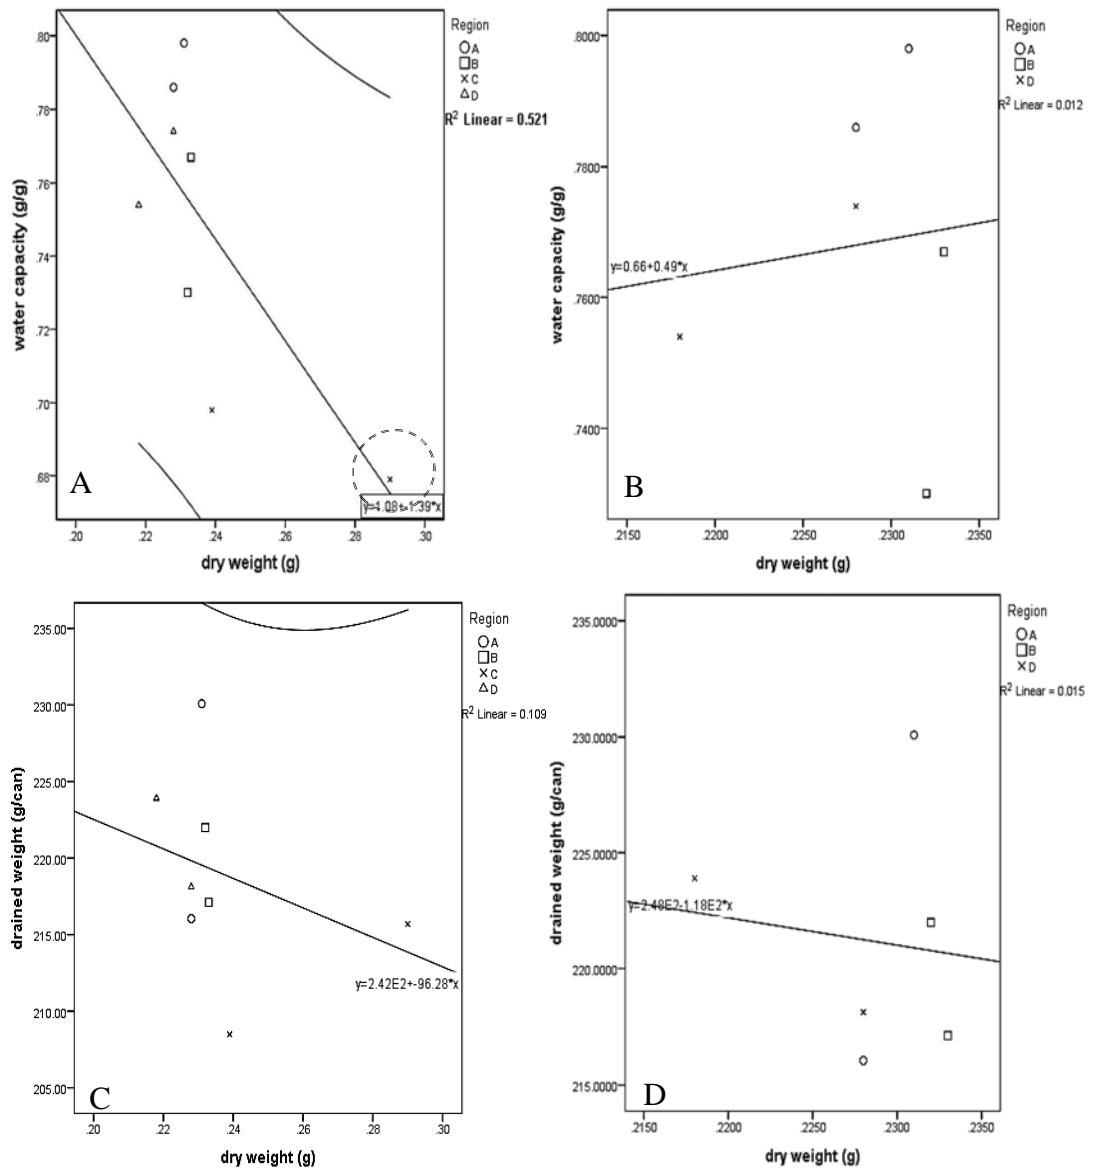 Region
A
B
C
D
R² Linear = 0.521
.80
.78
.76
.74
.72
.70
.68
water capacity (g/g)
A
y=1.08+-1.39*x
.20 .22 .24 .26 .28 .30
dry weight (g)
Region
A
B
D
R² Linear = 0.012
.8000
.7800
.7600
.7400
water capacity (g/g)
y=0.66+0.49*x
B
.2150 .2200 .2250 .2300 .2350
dry weight (g)
Region
A
B
C
D
R² Linear = 0.109
235.00
230.00
225.00
220.00
215.00
210.00
205.00
drained weight (g/can)
y=2.42E2+-96.28*x
C
.20 .22 .24 .26 .28 .30
dry weight (g)
Region
A
B
D
R² Linear = 0.015
235.0000
230.0000
225.0000
220.0000
215.0000
drained weight (g/can)
y=2.48E2-1.18E2*x
D
.2150 .2200 .2250 .2300 .2350
dry weight (g)